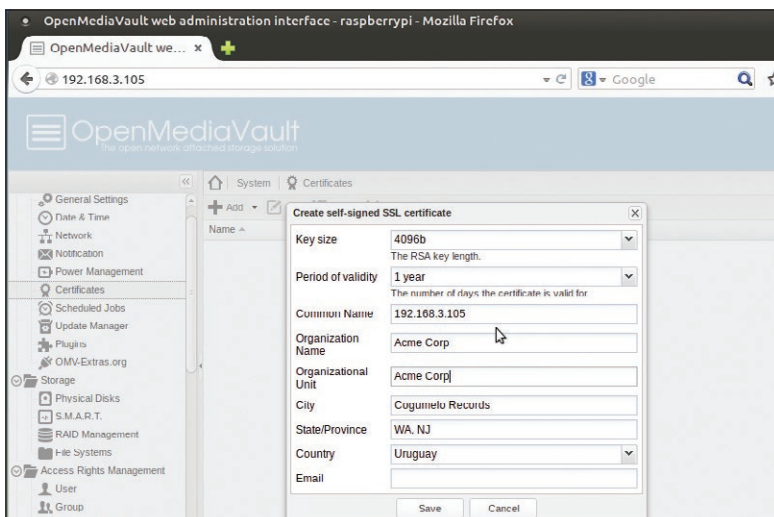 OpenMediaVault web administration interface - raspberrypi - Mozilla Firefox
OpenMediaVault we...
192.168.3.105
Google
OpenMediaVault
The open network attached storage solution
General Settings
Date & Time
Network
Notification
Power Management
Certificates
Scheduled Jobs
Update Manager
Plugins
OMV-Extras.org
Storage
Physical Disks
S.M.A.R.T.
RAID Management
File Systems
Access Rights Management
User
Group
System
Certificates
Add
Name
Create self-signed SSL certificate
Key size
4096b
The RSA key length.
Period of validity
1 year
The number of days the certificate is valid for
Common Name
192.168.3.105
Organization Name
Acme Corp
Organizational Unit
Acme Corp
City
Cogumelo Records
State/Province
WA, NJ
Country
Uruguay
Email
Save
Cancel